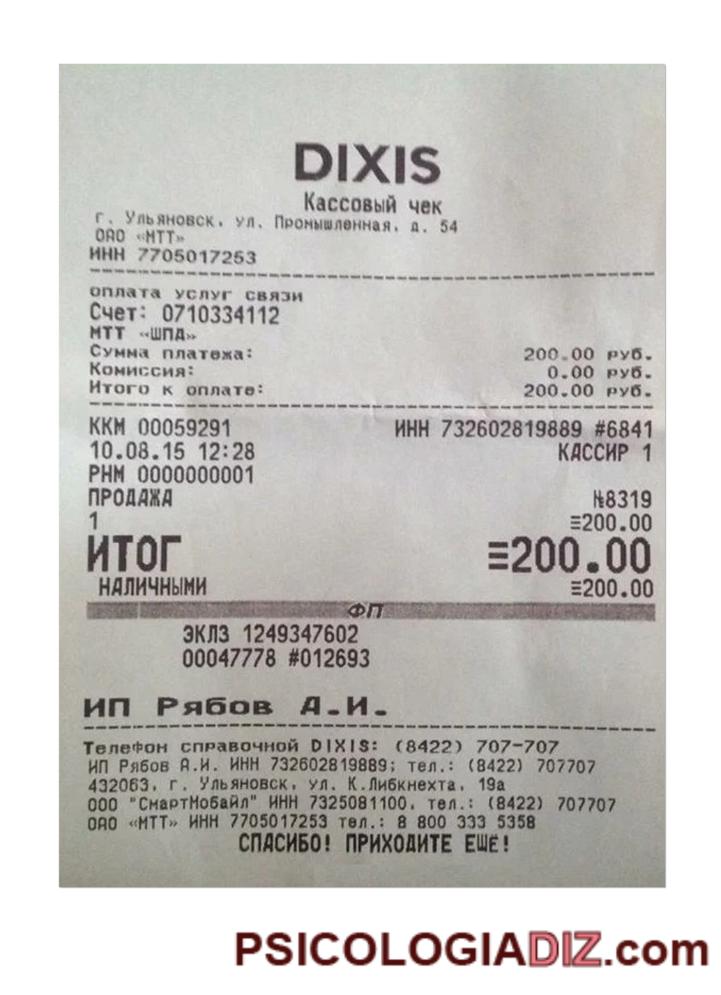 DIXIS
Кассовый чек
г. Ульяновск, ул. Промышленная, д. 54
ОАО «МТТ»
ИНН 7705017253
оплата услуг связи
Счет: 0710334112
МТТ «ШПД»
Сумма платежа: 200.00 руб.
Комиссия: 0.00 руб.
Итого к оплате: 200.00 руб.
ККМ 00059291 ИНН 732602819889 #6841
10.08.15 12:28 КАССИР 1
РНМ 0000000001
ПРОДАЖА №8319
1 ≡200.00
ИТОГ ≡200.00
НАЛИЧНЫМИ ≡200.00
ФП
ЭКЛЗ 1249347602
00047778 #012693
ИП Рябов А.И.
Телефон справочной DIXIS: (8422) 707-707
ИП Рябов А.И. ИНН 732602819889; тел.: (8422) 707707
432063, г. Ульяновск, ул. К.Либкнехта, 19а
ООО "СмартМобайл" ИНН 7325081100, тел.: (8422) 707707
ОАО «МТТ» ИНН 7705017253 тел.: 8 800 333 5358
СПАСИБО! ПРИХОДИТЕ ЕЩЕ!
PSICOLOGIADIZ.com